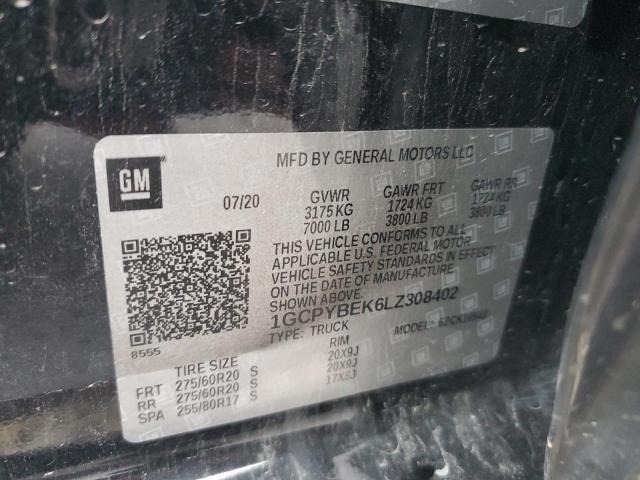 GM
MFD BY GENERAL MOTORS LLC
07/20 GVWR GAWR FRT GAWR RR
3175 KG 1724 KG 1724 KG
7000 LB 3800 LB 3800 LB
THIS VEHICLE CONFORMS TO ALL
APPLICABLE U.S. FEDERAL MOTOR
VEHICLE SAFETY STANDARDS IN EFFECT
ON THE DATE OF MANUFACTURE
SHOWN ABOVE.
1GCPYBEK6LZ308402
TYPE: TRUCK MODEL:
8555
TIRE SIZE RIM
FRT 275/60R20 S 20X9J
RR 275/60R20 S 20X9J
SPA 255/80R17 S 17X8J